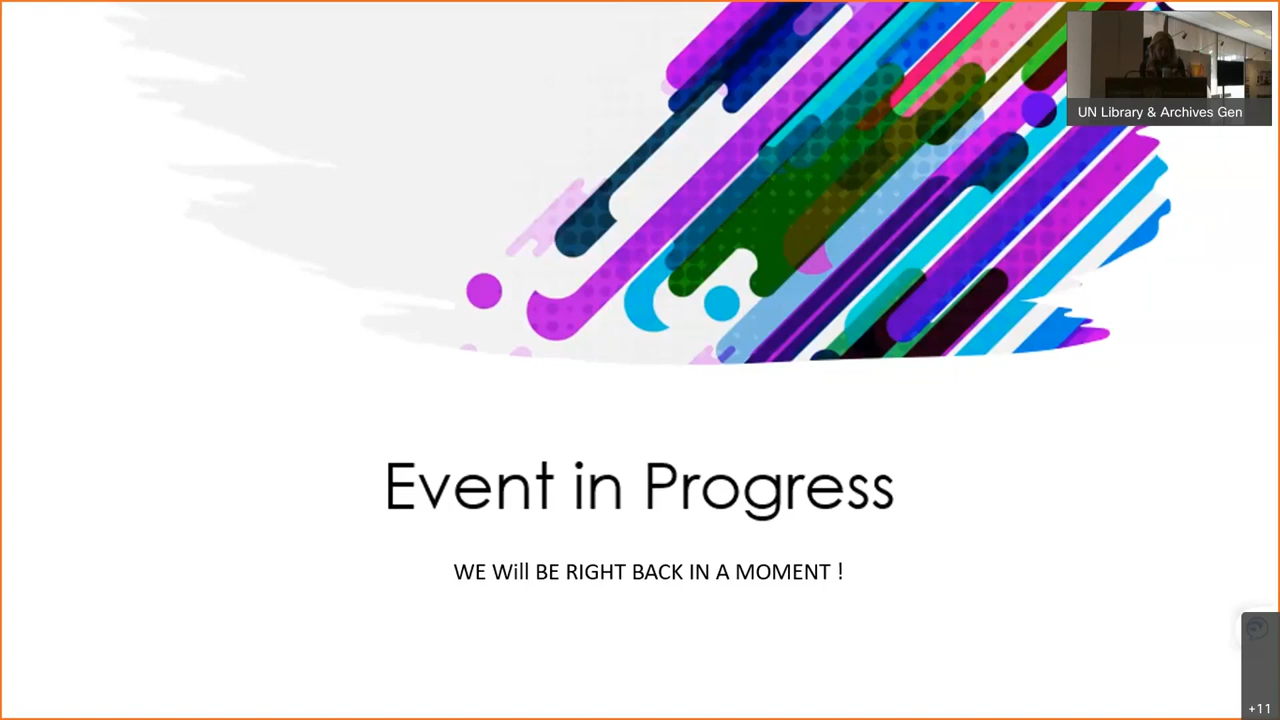 UN Library & Archives Gen
Event in Progress
WE Will BE RIGHT BACK IN A MOMENT !
+11